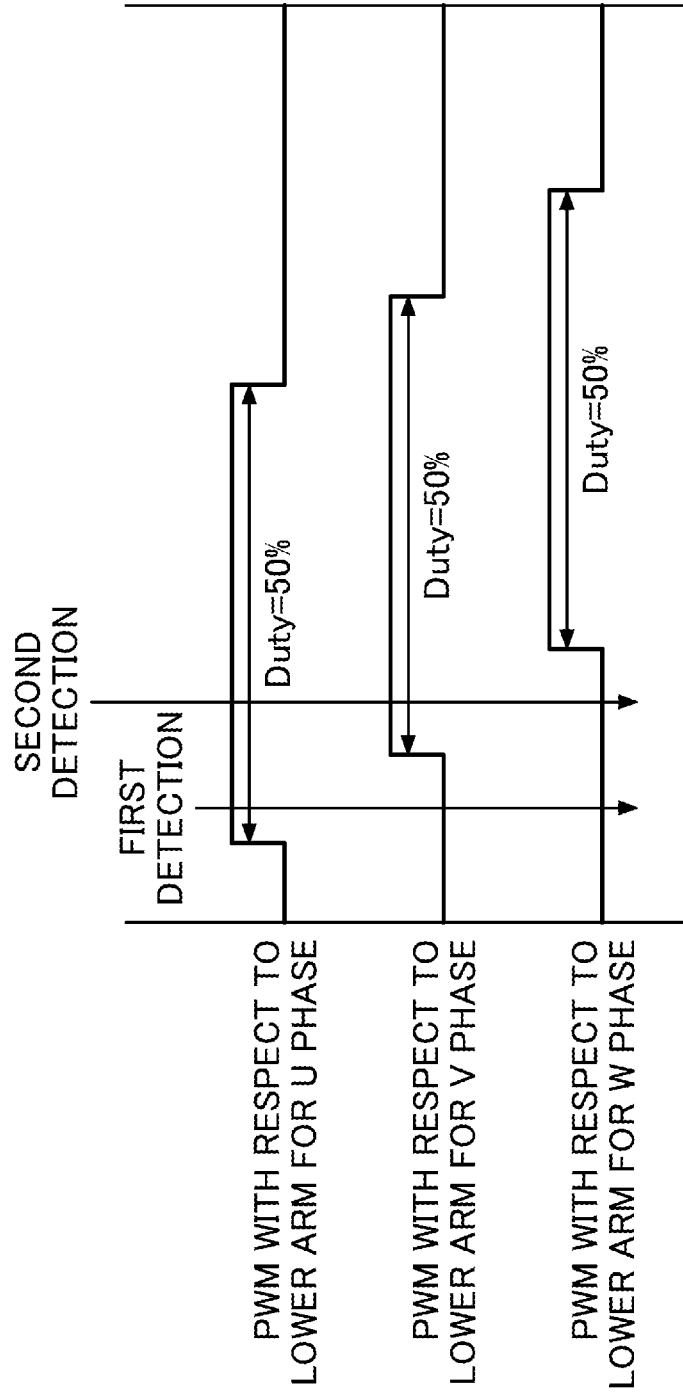 SECOND
DETECTION
FIRST
DETECTION
PWM WITH RESPECT TO
LOWER ARM FOR U PHASE
Duty=50%
PWM WITH RESPECT TO
LOWER ARM FOR V PHASE
Duty=50%
PWM WITH RESPECT TO
LOWER ARM FOR W PHASE
Duty=50%